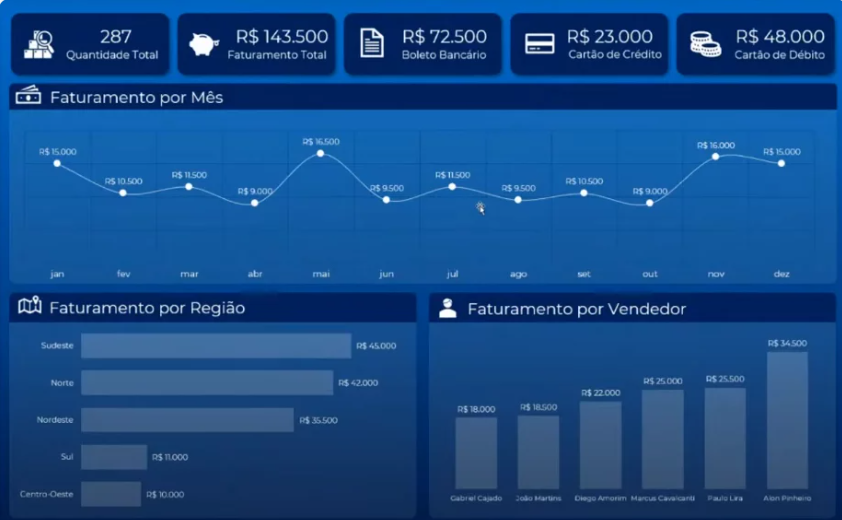 287
Quantidade Total
R$ 143.500
Faturamento Total
R$ 72.500
Boleto Bancário
R$ 23.000
Cartão de Crédito
R$ 48.000
Cartão de Débito
Faturamento por Mês
R$ 15.000
R$ 10.500
R$ 11.500
R$ 9.000
R$ 16.500
R$ 9.500
R$ 11.500
R$ 9.500
R$ 10.500
R$ 9.000
R$ 16.000
R$ 15.000
jan fev mar abr mai jun jul ago set out nov dez
Faturamento por Região
Sudeste R$ 45.000
Norte R$ 42.000
Nordeste R$ 35.500
Sul R$ 11.000
Centro-Oeste R$ 10.000
Faturamento por Vendedor
R$ 18.000
R$ 18.500
R$ 22.000
R$ 25.000
R$ 25.500
R$ 34.500
Gabriel Cajado João Martins Diego Amorim Marcus Cavalcanti Paulo Lira Alon Pinheiro